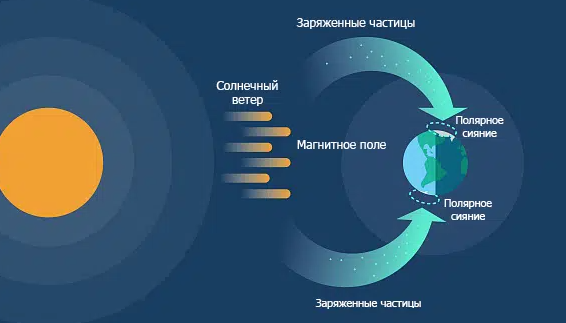 Заряженные частицы
Солнечный
ветер
Магнитное поле
Полярное
сияние
Полярное
сияние
Заряженные частицы